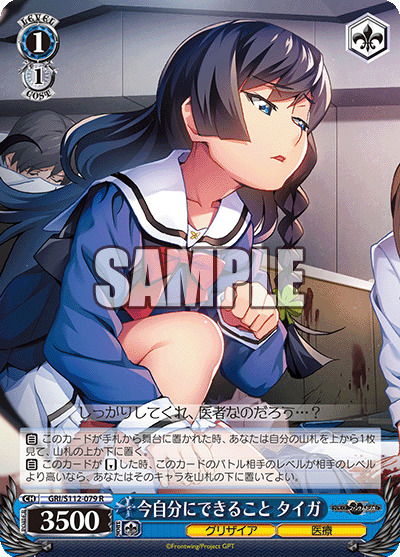 LEVEL
1
1
COST
SAMPLE
しっかりしてくれ、医者なのだろう…?
このカードが手札から舞台に置かれた時、あなたは自分の山札を上から1枚
見て、山札の上か下に置く。
このカードが【】した時、このカードのバトル相手のレベルが相手のレベル
より高いなら、あなたはそのキャラを山札の下に置いてよい。
CH GRI/S112-079 R
3500
今自分にできること タイガ
グリザイア 医療
©Frontwing/Project GPT